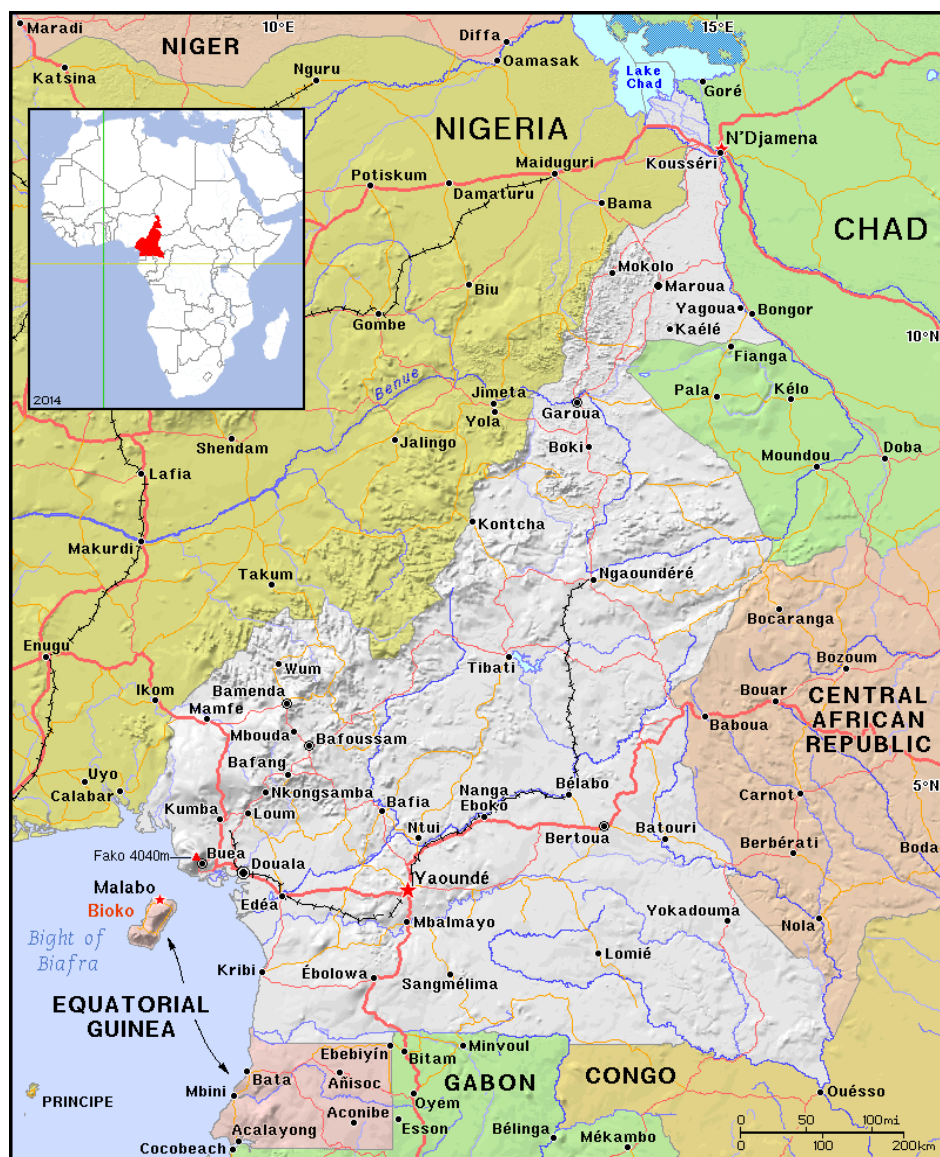 10°E
15°E
Maradi
NIGER
Diffa
Oamasak
Katsina
Nguru
Lake
Chad
Goré
NIGERIA
N'Djamena
Kousséri
Maiduguri
Potiskum
Damaturu
Bama
CHAD
Mokolo
Maroua
Biu
Yagoua
Bongor
Gombe
Kaélé
10°N
Fianga
Benue
Jimeta
Pala
Kélo
2014
Yola
Garoua
Shendam
Jalingo
Boki
Doba
Moundou
Lafia
Kontcha
Makurdi
Takum
Ngaoundéré
Bocaranga
Enugu
Wum
Tibati
Bozoum
Ikom
Bamenda
Bouar
CENTRAL
AFRICAN
REPUBLIC
Mamfe
Baboua
Mbouda
Bafoussam
Bafang
Uyo
Calabar
Nkongsamba
Nanga
Eboko
Bélabo
5°N
Carnot
Kumba
Loum
Bafia
Ntui
Bertoua
Batouri
Berbérati
Boda
Fako 4040m
Buea
Douala
Yaoundé
Malabo
Bioko
Edéa
Mbalmayo
Yokadouma
Nola
Bight of
Biafra
Kribi
Ébolowa
Sangmélima
Lomié
EQUATORIAL
GUINEA
Ebebiyín
Bitam
Minvoul
Bata
Añisoc
GABON
CONGO
Mbini
Oyem
Ouésso
PRINCIPE
Aconibe
Acalayong
Esson
Bélinga
Mékambo
Cocobeach
0 50 100mi
0 100 200km